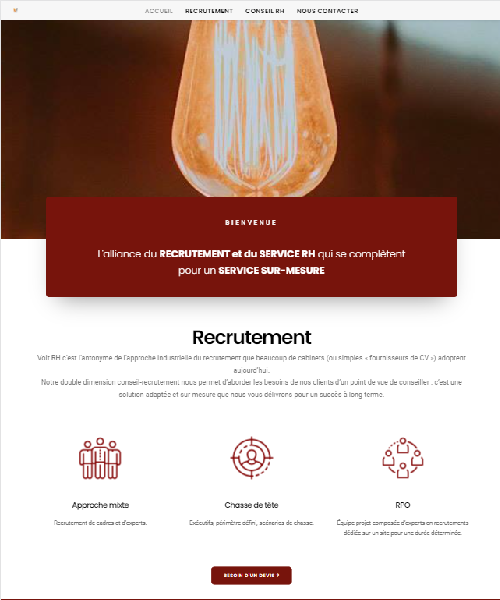 ACCUEIL RECRUTEMENT CONSEIL RH NOUS CONTACTER
BIENVENUE
L'alliance du RECRUTEMENT et du SERVICE RH qui se complètent
pour un SERVICE SUR-MESURE
Recrutement
Voir RH c'est l'antonyme de l'approche industrielle du recrutement que beaucoup de cabinets (ou simples « fournisseurs de CV ») adoptent
aujourd'hui.
Notre double dimension conseil-recrutement nous permet d'aborder les besoins de nos clients d'un point de vue de conseiller : c'est une
solution adaptée et sur mesure que nous vous délivrons pour un succès à long terme.
Approche mixte
Chasse de tête
RPO
Recrutement de cadres et d'experts.
Exécutifs, périmètre défini, scénarios de chasse.
Équipe projet composée d'experts en recrutements
dédiée sur un site pour une durée déterminée.
BESOIN D'UN DEVIS ?